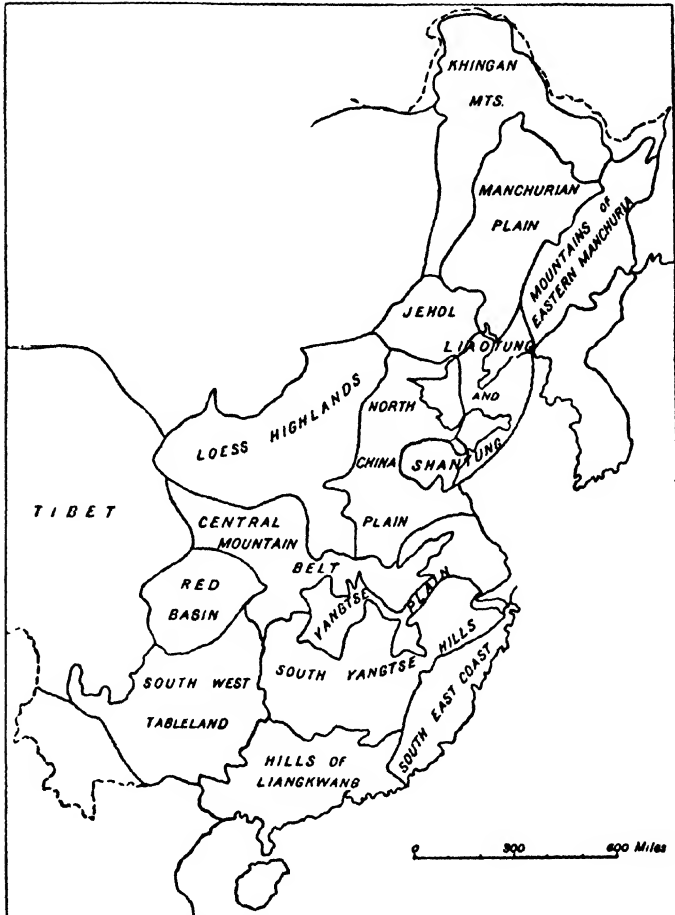 KHINGAN
MTS.
MANCHURIAN
PLAIN
MOUNTAINS OF
EASTERN MANCHURIA
JEHOL
LIAOTUNG
AND
SHANTUNG
NORTH
CHINA
PLAIN
LOESS HIGHLANDS
TIBET
CENTRAL
MOUNTAIN
BELT
RED
BASIN
YANGTSE
PLAIN
SOUTH YANGTSE
HILLS
SOUTH WEST
TABLELAND
SOUTH EAST COAST
HILLS OF
LIANGKWANG
0 300 600 Miles